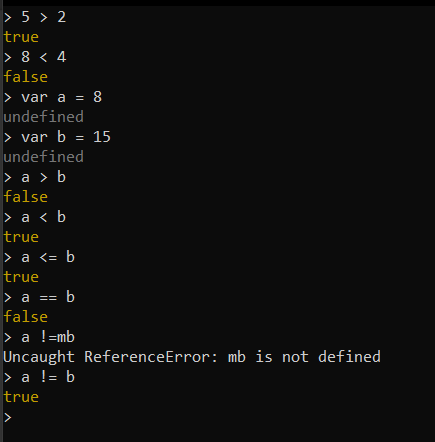 > 5 > 2
true
> 8 < 4
false
> var a = 8
undefined
> var b = 15
undefined
> a > b
false
> a < b
true
> a <= b
true
> a == b
false
> a !=mb
Uncaught ReferenceError: mb is not defined
> a != b
true
>